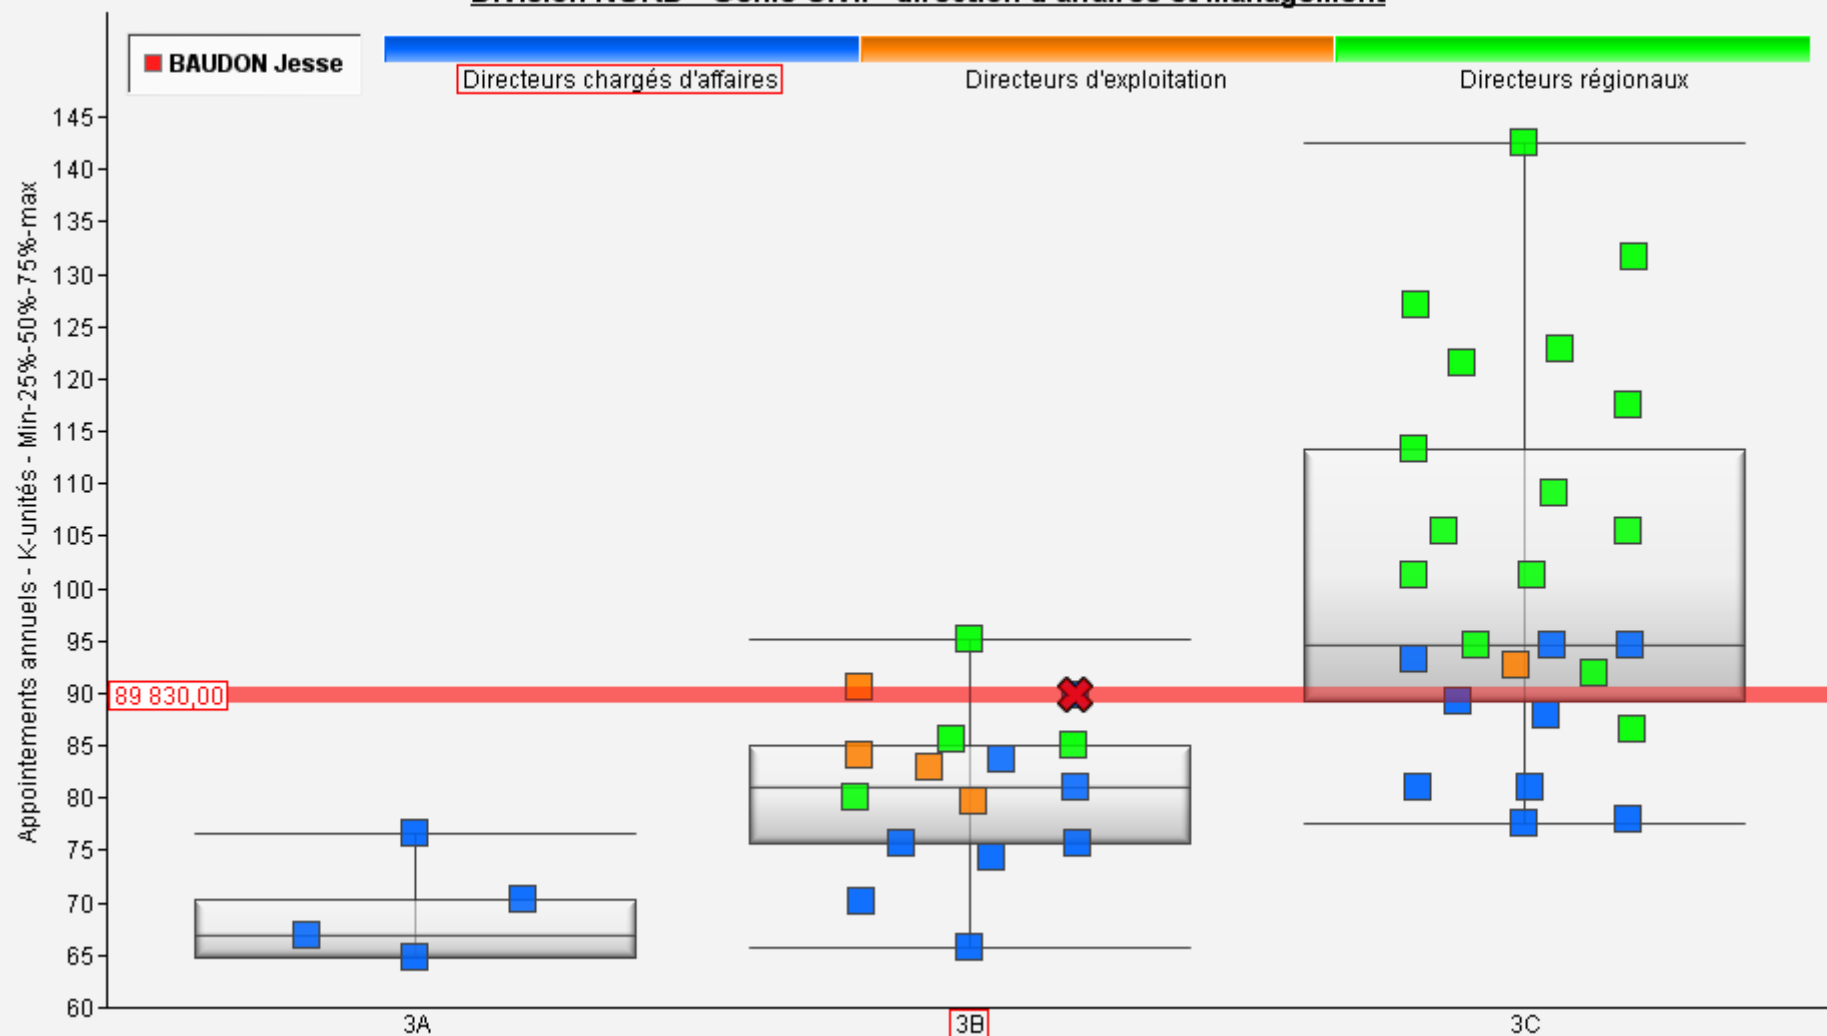 BAUDON Jesse
Directeurs chargés d'affaires
Directeurs d'exploitation
Directeurs régionaux
Appointements annuels - K-unités - Min-25%-50%-75%-max
145
140
135
130
125
120
115
110
105
100
95
90
89 830,00
85
80
75
70
65
60
3A
3B
3C